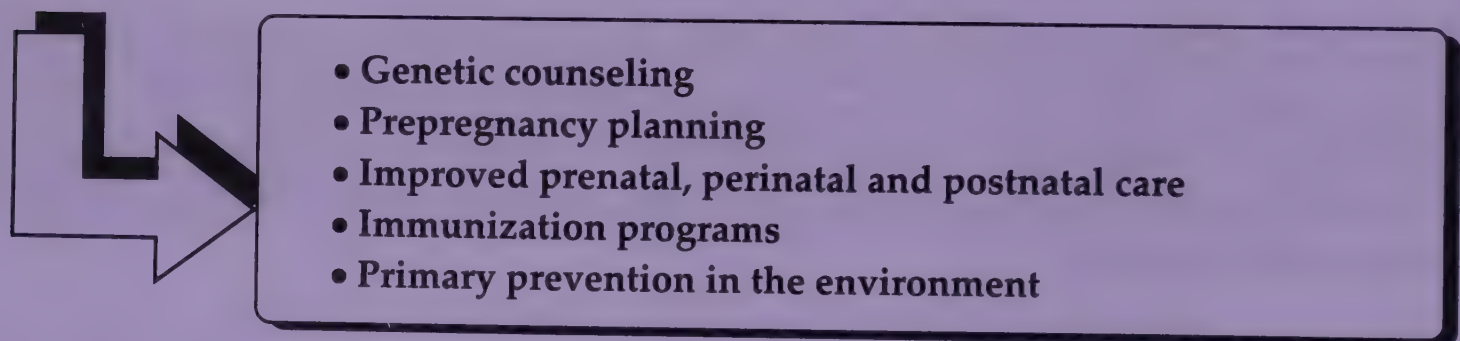 • Genetic counseling
• Prepregnancy planning
• Improved prenatal, perinatal and postnatal care
• Immunization programs
• Primary prevention in the environment